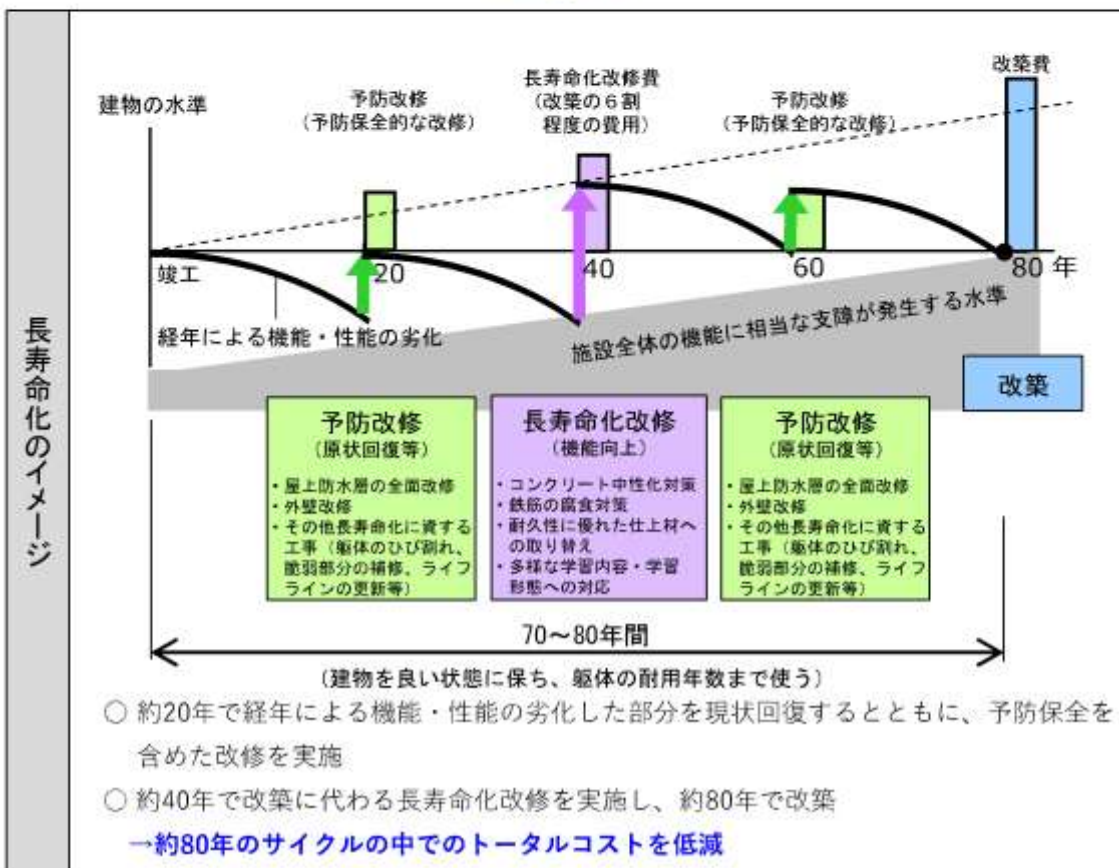 長寿命化のイメージ
建物の水準
予防改修
（予防保全的な改修）
長寿命化改修費
（改築の６割
程度の費用）
予防改修
（予防保全的な改修）
改築費
竣工
20
40
60
80 年
経年による機能・性能の劣化
施設全体の機能に相当な支障が発生する水準
改築
予防改修
（原状回復等）
・屋上防水層の全面改修
・外壁改修
・その他長寿命化に資する
工事（躯体のひび割れ、
脆弱部分の補修、ライフ
ラインの更新等）
長寿命化改修
（機能向上）
・コンクリート中性化対策
・鉄筋の腐食対策
・耐久性に優れた仕上材へ
の取り替え
・多様な学習内容・学習
形態への対応
予防改修
（原状回復等）
・屋上防水層の全面改修
・外壁改修
・その他長寿命化に資する
工事（躯体のひび割れ、
脆弱部分の補修、ライフ
ラインの更新等）
70～80年間
（建物を良い状態に保ち、躯体の耐用年数まで使う）
○ 約20年で経年による機能・性能の劣化した部分を現状回復するとともに、予防保全を
含めた改修を実施
○ 約40年で改築に代わる長寿命化改修を実施し、約80年で改築
→約80年のサイクルの中でのトータルコストを低減